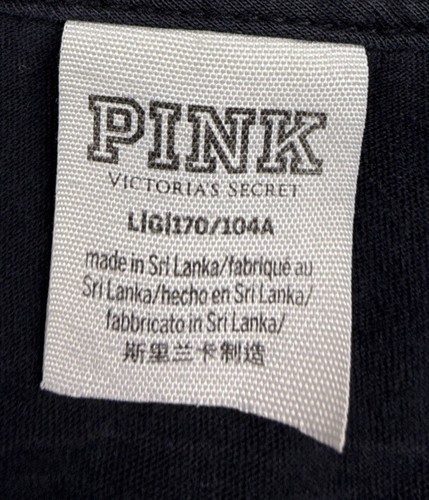 PINK
VICTORIA'S SECRET
L|G|170/104A
made in Sri Lanka/fabriqué au
Sri Lanka/hecho en Sri Lanka/
fabbricato in Sri Lanka/
斯里兰卡制造